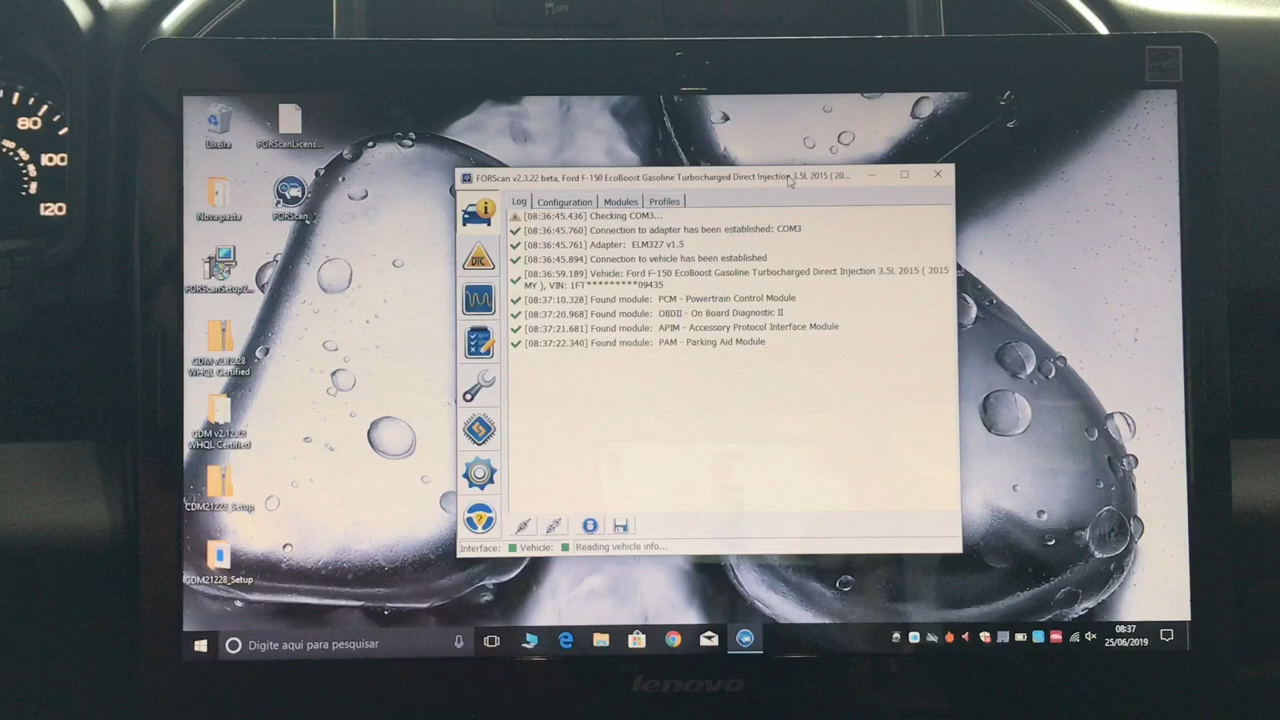 OFF
80
100
120
Lixeira
FORScanLicens...
Nova pasta
FORScan
FORScanSetup2....
CDM v2.12.28
WHQL Certified
CDM v2.12.28
WHQL Certified
CDM21228_Setup
CDM21228_Setup
FORScan v2.3.22 beta, Ford F-150 EcoBoost Gasoline Turbocharged Direct Injection 3.5L 2015 ( 20...
Log Configuration Modules Profiles
[08:36:45.436] Checking COM3...
[08:36:45.760] Connection to adapter has been established: COM3
[08:36:45.761] Adapter: ELM327 v1.5
[08:36:45.894] Connection to vehicle has been established
[08:36:59.189] Vehicle: Ford F-150 EcoBoost Gasoline Turbocharged Direct Injection 3.5L 2015 ( 2015
MY ), VIN: 1FT*********09435
[08:37:10.328] Found module: PCM - Powertrain Control Module
[08:37:20.968] Found module: OBDII - On Board Diagnostic II
[08:37:21.681] Found module: APIM - Accessory Protocol Interface Module
[08:37:22.340] Found module: PAM - Parking Aid Module
DTC
Interface: Vehicle: Reading vehicle info...
Digite aqui para pesquisar
08:37
25/06/2019
lenovo